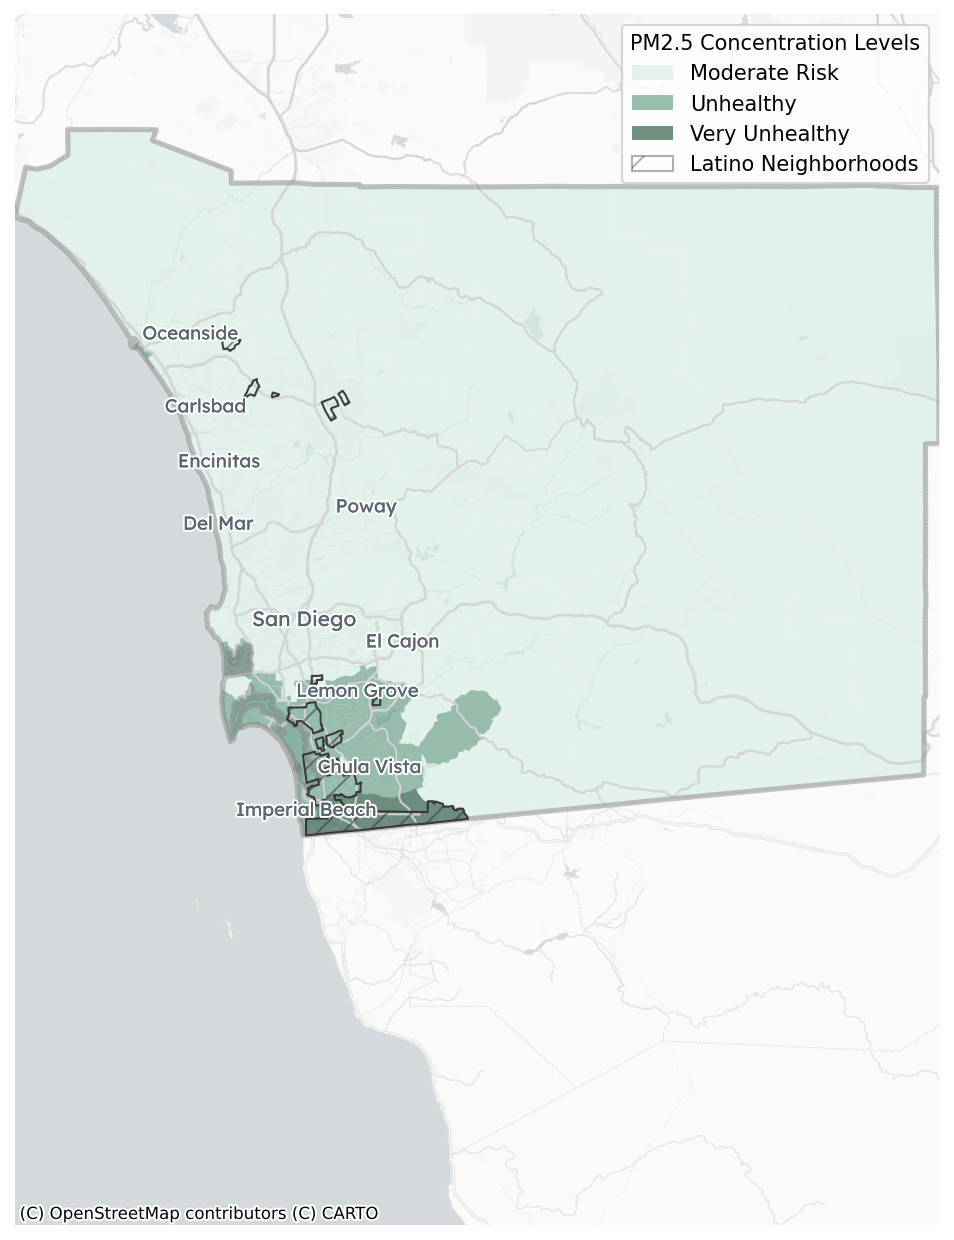 PM2.5 Concentration Levels
Moderate Risk
Unhealthy
Very Unhealthy
Latino Neighborhoods
Oceanside
Carlsbad
Encinitas
Poway
Del Mar
San Diego
El Cajon
Lemon Grove
Chula Vista
Imperial Beach
(C) OpenStreetMap contributors (C) CARTO